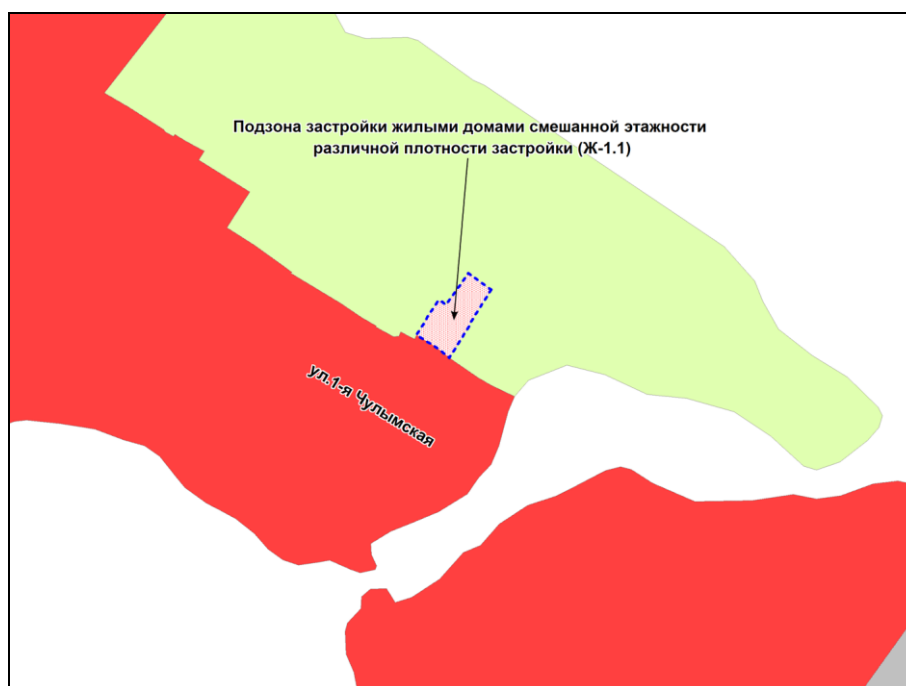 Подзона застройки жилыми домами смешанной этажности
различной плотности застройки (Ж-1.1)
ул.1-я Чулымская